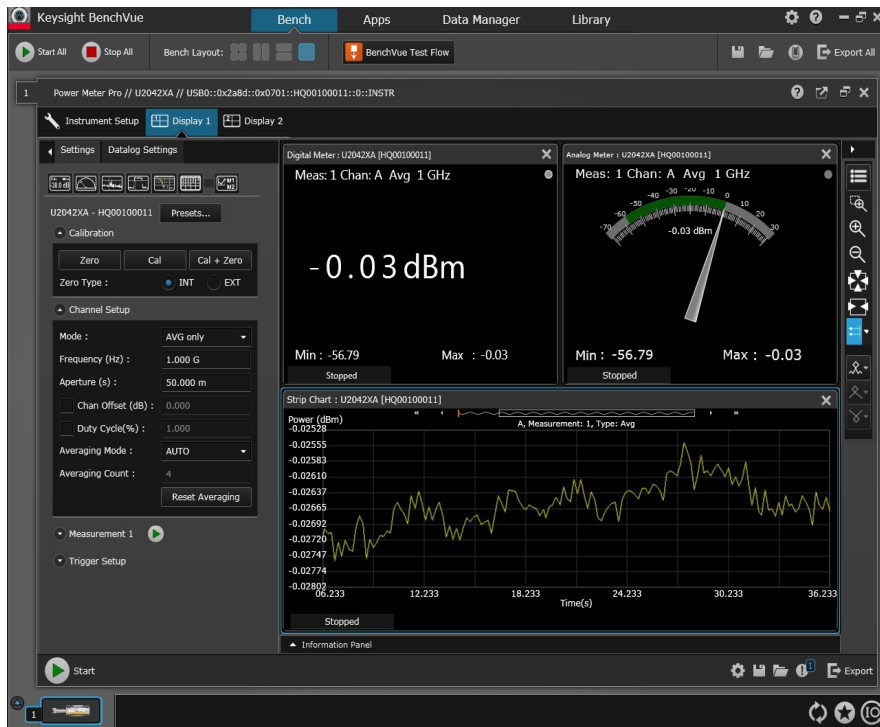 Keysight BenchVue Bench Apps Data Manager Library
Start All Stop All Bench Layout: BenchVue Test Flow Export All
1 Power Meter Pro // U2042XA // USB0::0x2a8d::0x0701::HQ00100011::0::INSTR
Instrument Setup 1 Display 1 2 Display 2
Settings Datalog Settings
U2042XA - HQ00100011 Presets...
Calibration
Zero Cal Cal + Zero
Zero Type : INT EXT
Channel Setup
Mode : AVG only
Frequency (Hz) : 1.000 G
Aperture (s) : 50.000 m
Chan Offset (dB) : 0.000
Duty Cycle(%) : 1.000
Averaging Mode : AUTO
Averaging Count : 4
Reset Averaging
Measurement 1
Trigger Setup
Digital Meter : U2042XA [HQ00100011]
Meas: 1 Chan: A Avg 1 GHz
-0.03 dBm
Min : -56.79 Max : -0.03
Stopped
Analog Meter : U2042XA [HQ00100011]
Meas: 1 Chan: A Avg 1 GHz
-70 -60 -50 -40 -30 -20 -10 0 10 20 30
-0.03 dBm
Min : -56.79 Max : -0.03
Stopped
Strip Chart : U2042XA [HQ00100011]
Power (dBm)
A, Measurement: 1, Type: Avg
-0.02528
-0.02555
-0.02583
-0.02610
-0.02637
-0.02665
-0.02692
-0.02720
-0.02747
-0.02774
-0.02802
06.233 12.233 18.233 24.233 30.233 36.233
Time(s)
Stopped
Information Panel
Start 1 Export
1 IO